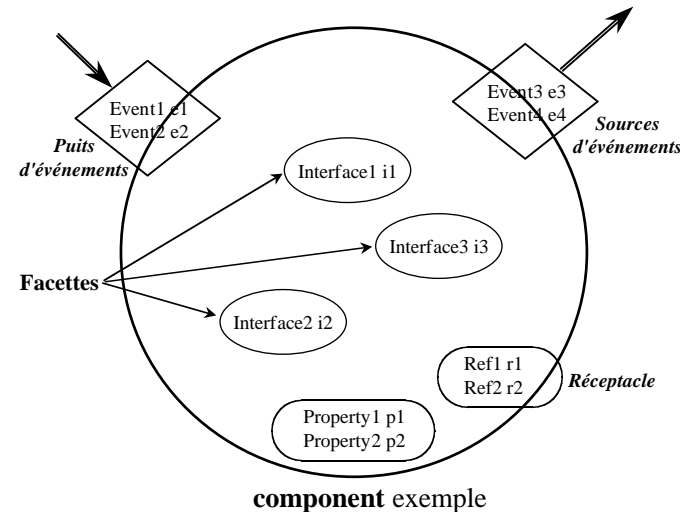 Event1 e1
Event2 e2
Puits
d'événements
Event3 e3
Event4 e4
Sources
d'événements
Interface1 i1
Interface3 i3
Facettes
Interface2 i2
Ref1 r1
Ref2 r2
Réceptacle
Property1 p1
Property2 p2
component exemple